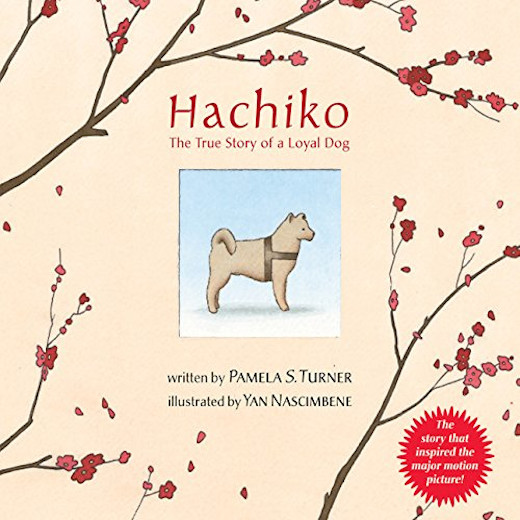 Hachiko
The True Story of a Loyal Dog
written by PAMELA S. TURNER
illustrated by YAN NASCIMBENE
The
story that
inspired the
major motion
picture!